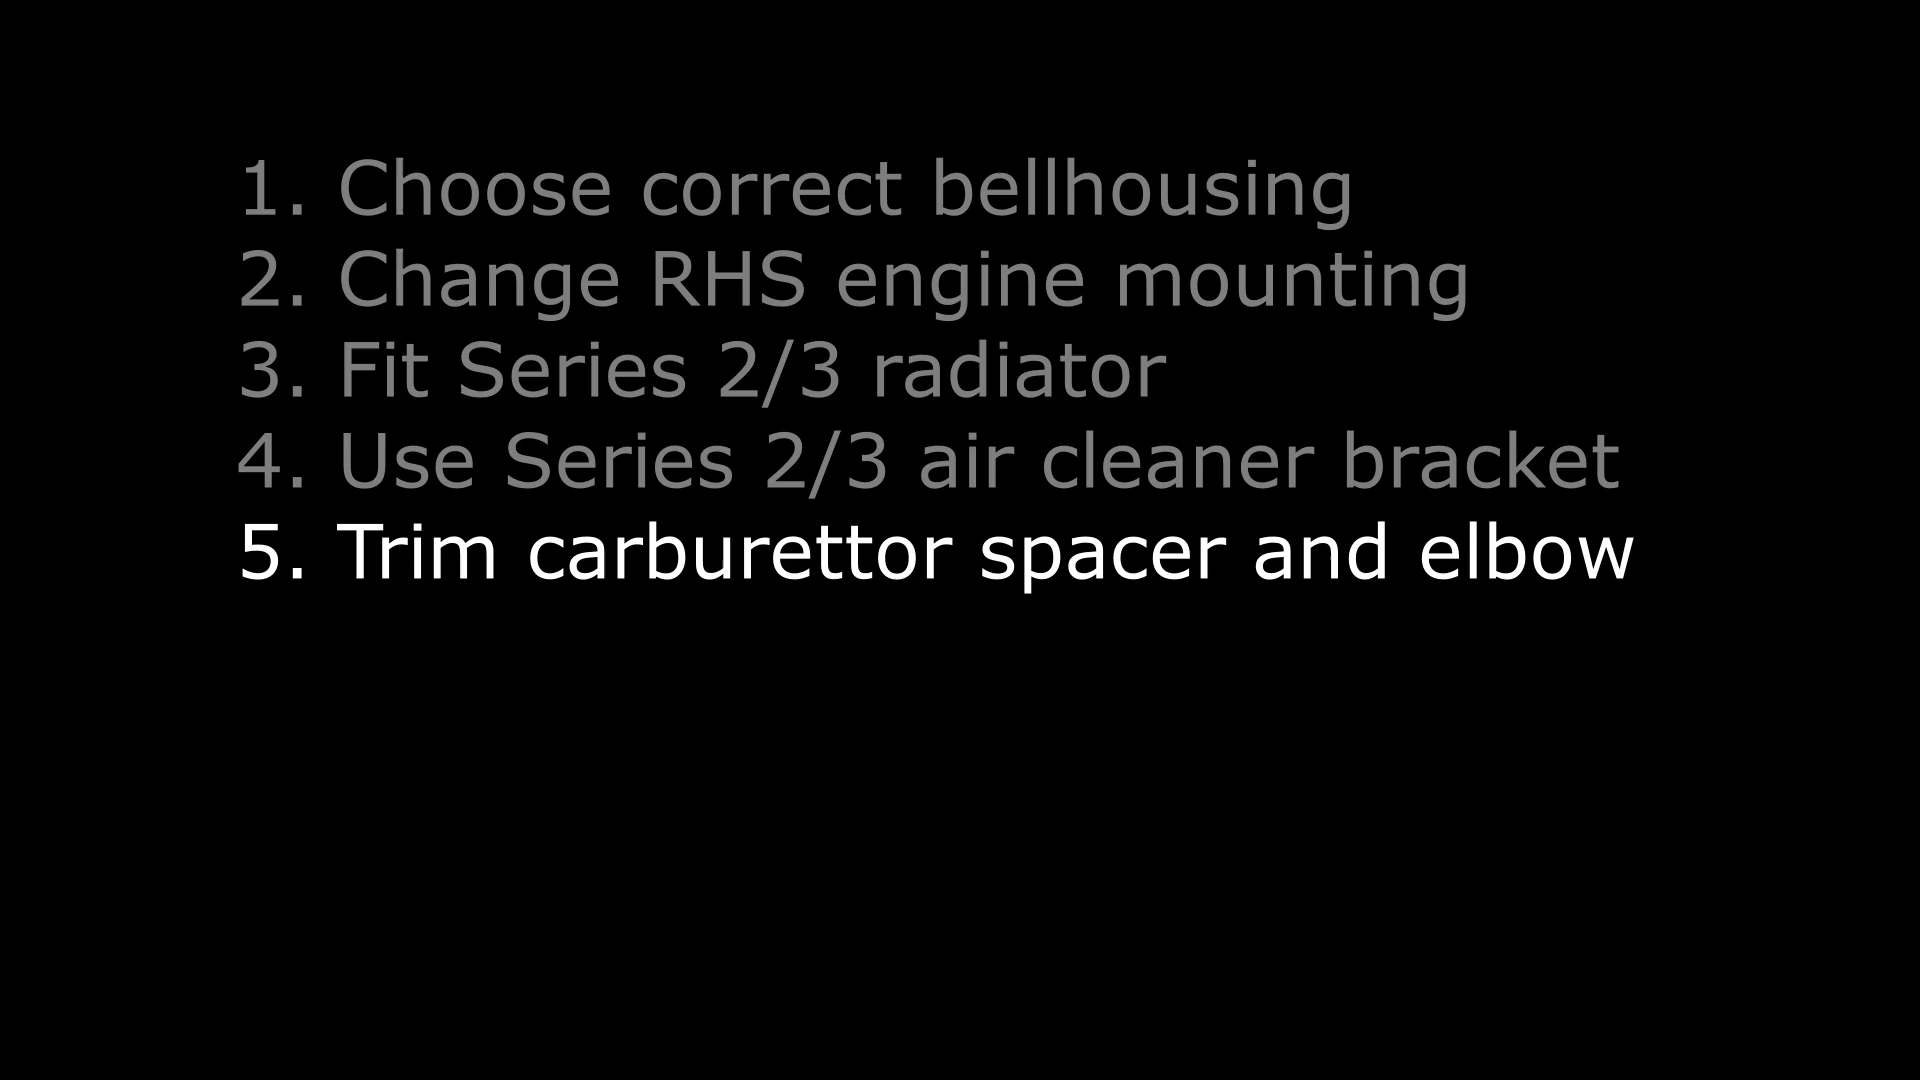 1. Choose correct bellhousing
2. Change RHS engine mounting
3. Fit Series 2/3 radiator
4. Use Series 2/3 air cleaner bracket
5. Trim carburettor spacer and elbow